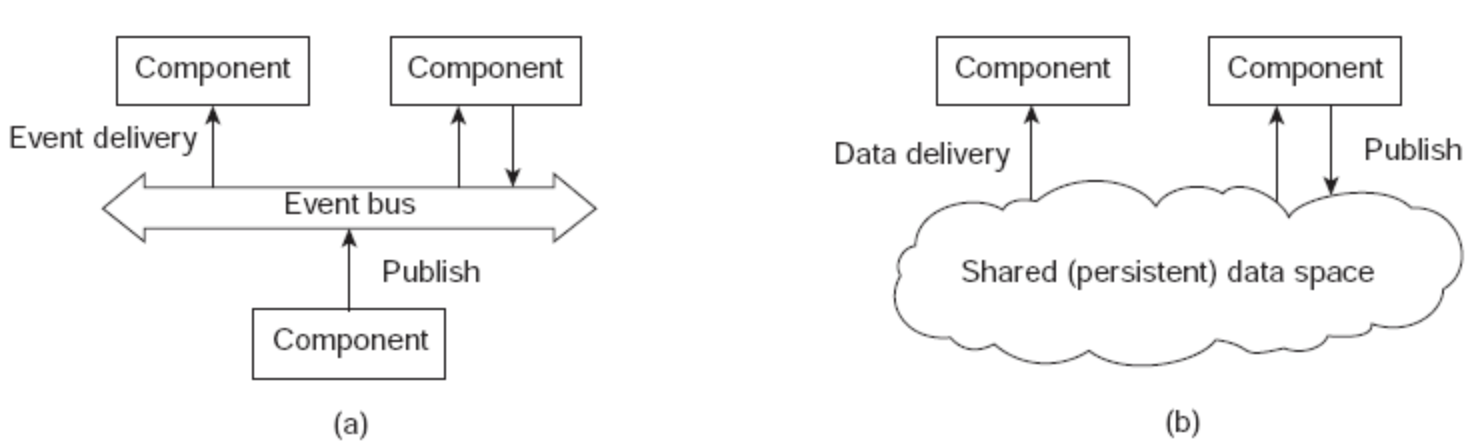 Component
Component
Event delivery
Event bus
Publish
Component
(a)
Component
Component
Data delivery
Publish
Shared (persistent) data space
(b)